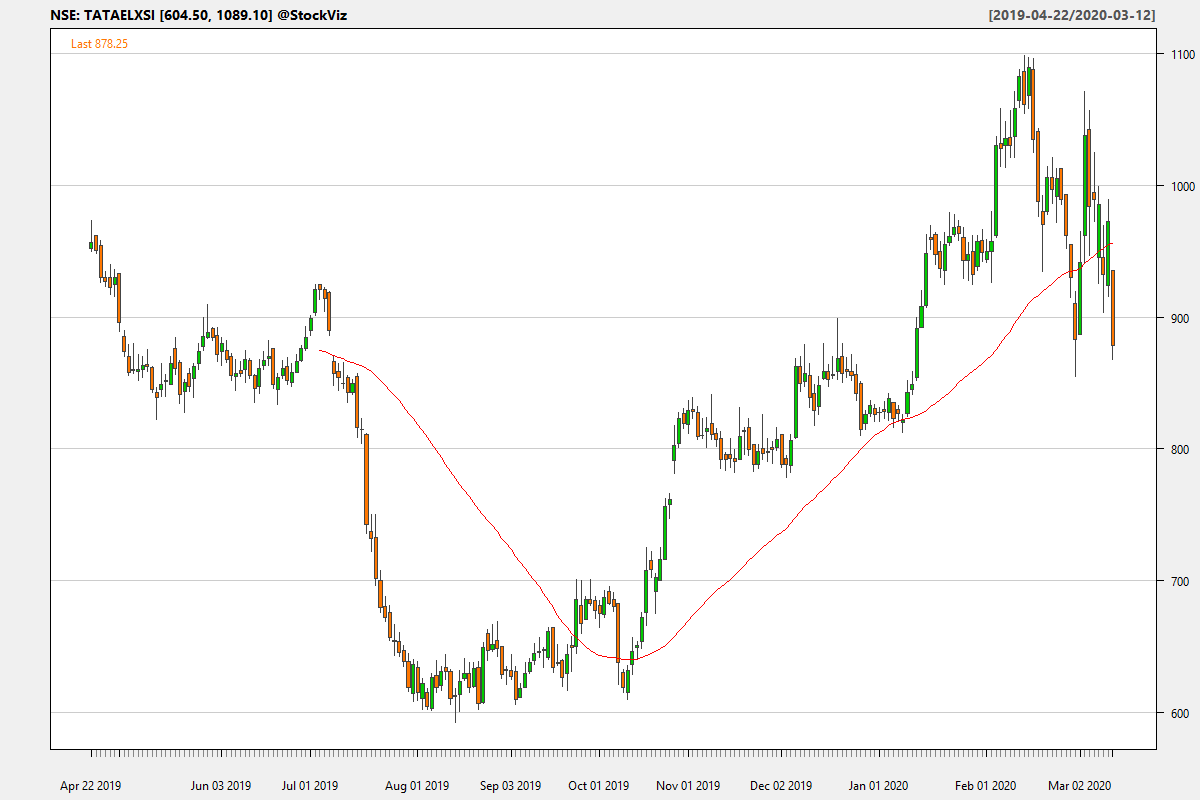 NSE: TATAELXSI [604.50, 1089.10] @StockViz
[2019-04-22/2020-03-12]
Last 878.25
1100
1000
900
800
700
600
Apr 22 2019
Jun 03 2019
Jul 01 2019
Aug 01 2019
Sep 03 2019
Oct 01 2019
Nov 01 2019
Dec 02 2019
Jan 01 2020
Feb 01 2020
Mar 02 2020